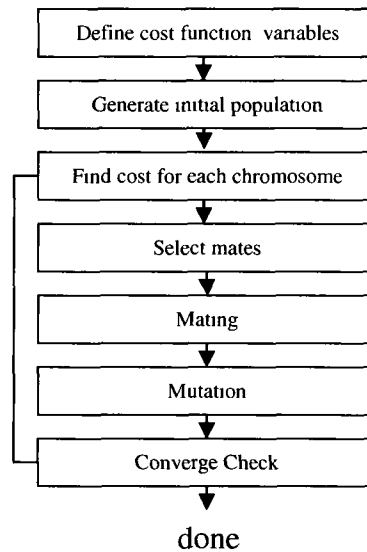 Define cost function variables
Generate initial population
Find cost for each chromosome
Select mates
Mating
Mutation
Converge Check
done